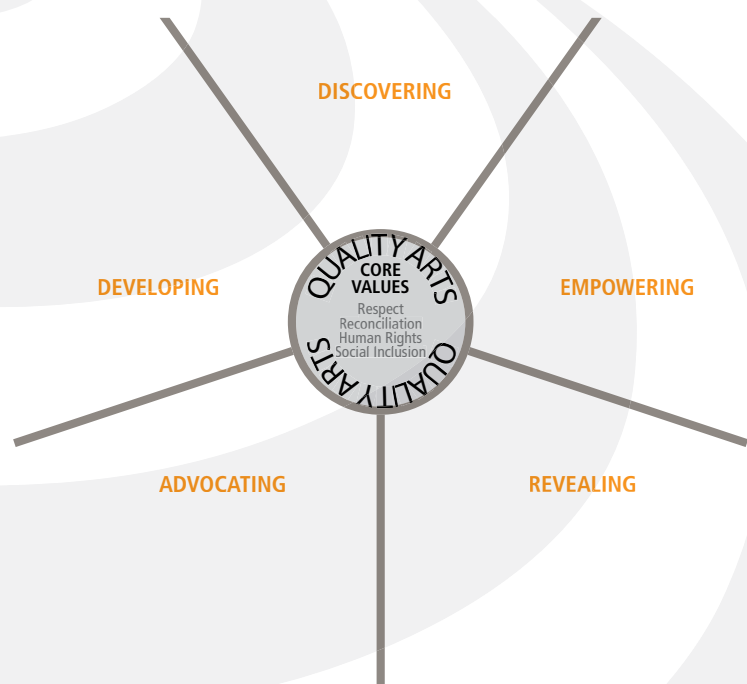 DISCOVERING
QUALITY ARTS
CORE
VALUES
DEVELOPING
EMPOWERING
Respect
Reconciliation
Human Rights
Social Inclusion
QUALITY ARTS
ADVOCATING
REVEALING